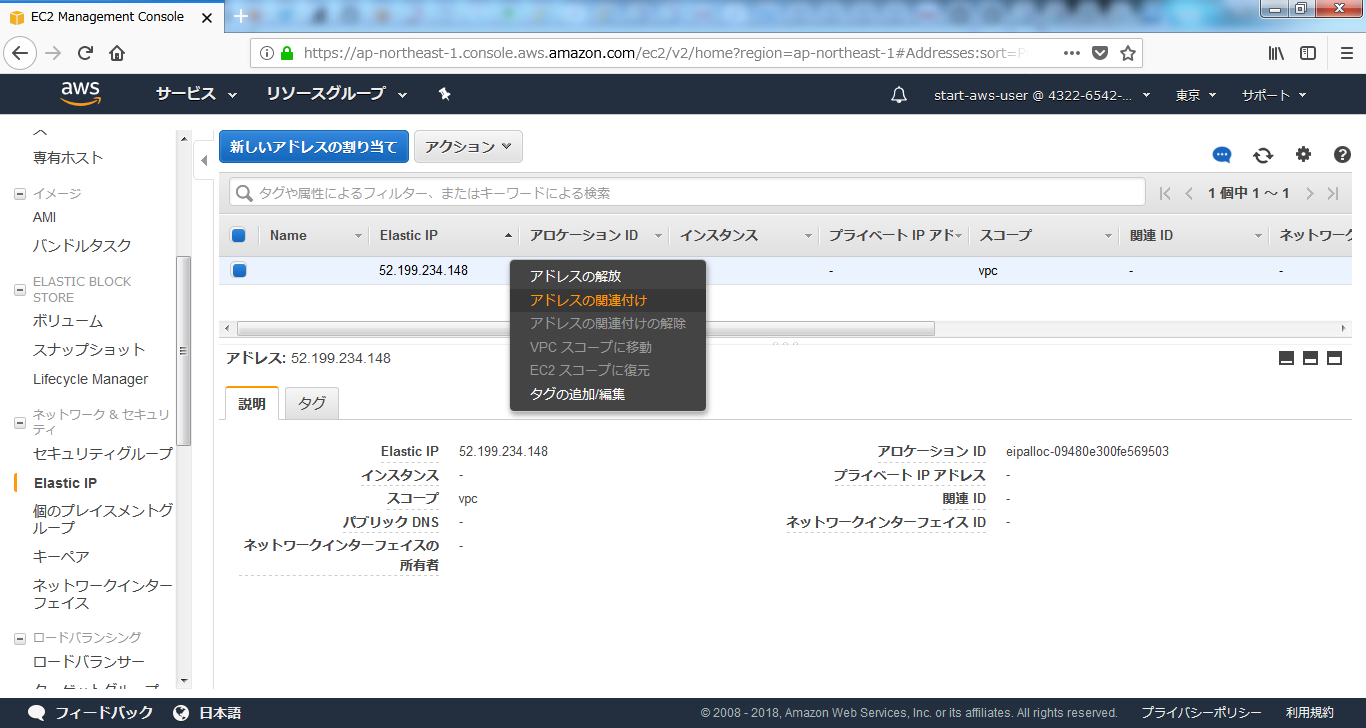 EC2 Management Console
https://ap-northeast-1.console.aws.amazon.com/ec2/v2/home?region=ap-northeast-1#Addresses:sort=
aws
サービス
リソースグループ
start-aws-user @ 4322-6542-...
東京
サポート
専有ホスト
イメージ
AMI
バンドルタスク
ELASTIC BLOCK
STORE
ボリューム
スナップショット
Lifecycle Manager
ネットワーク & セキュリ
ティ
セキュリティグループ
Elastic IP
個のプレイスメントグ
ループ
キーペア
ネットワークインター
フェイス
ロードバランシング
ロードバランサー
ターゲットグループ
新しいアドレスの割り当て
アクション
タグや属性によるフィルター、またはキーワードによる検索
1 個中 1 ～ 1
Name
Elastic IP
アロケーション ID
インスタンス
プライベート IP アド
スコープ
関連 ID
ネットワーク
52.199.234.148
-
vpc
-
-
アドレスの解放
アドレスの関連付け
アドレスの関連付けの解除
VPC スコープに移動
EC2 スコープに復元
タグの追加/編集
アドレス: 52.199.234.148
説明
タグ
Elastic IP 52.199.234.148
インスタンス -
スコープ vpc
パブリック DNS -
ネットワークインターフェイスの -
所有者
アロケーション ID eipalloc-09480e300fe569503
プライベート IP アドレス -
関連 ID -
ネットワークインターフェイス ID -
フィードバック
日本語
© 2008 - 2018, Amazon Web Services, Inc. or its affiliates. All rights reserved.
プライバシーポリシー
利用規約